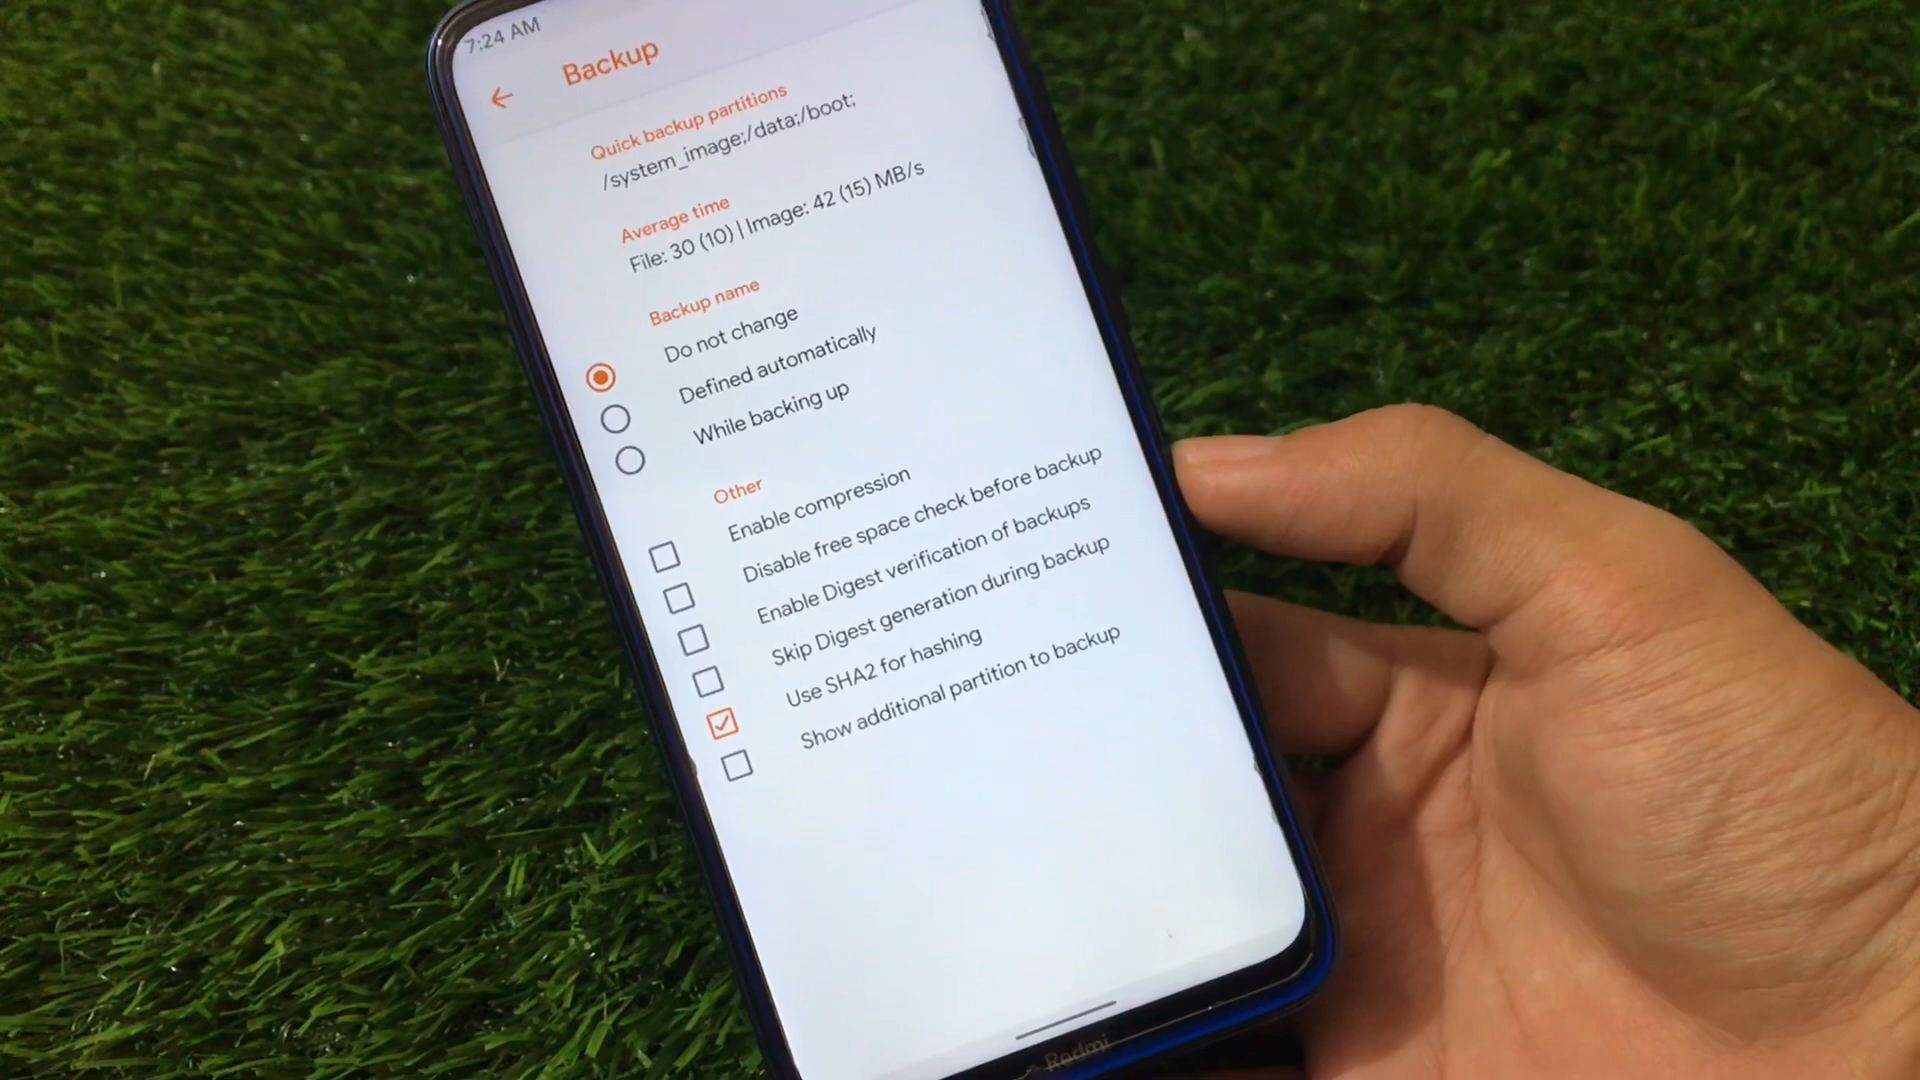 7:24 AM
Backup
Quick backup partitions
/system_image;/data;/boot;
Average time
File: 30 (10) | Image: 42 (15) MB/s
Backup name
Do not change
Defined automatically
While backing up
Other
Enable compression
Disable free space check before backup
Enable Digest verification of backups
Skip Digest generation during backup
Use SHA2 for hashing
Show additional partition to backup
Redmi